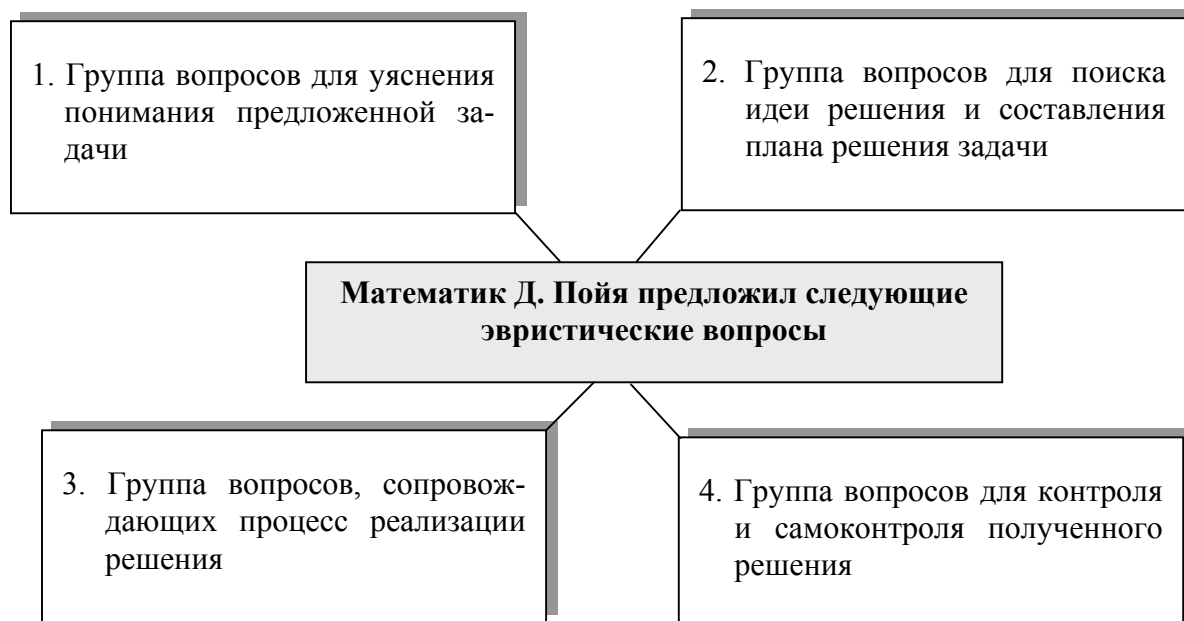 1. Группа вопросов для уяснения
понимания предложенной за-
дачи
2. Группа вопросов для поиска
идеи решения и составления
плана решения задачи
Математик Д. Пойя предложил следующие
эвристические вопросы
3. Группа вопросов, сопровож-
дающих процесс реализации
решения
4. Группа вопросов для контроля
и самоконтроля полученного
решения